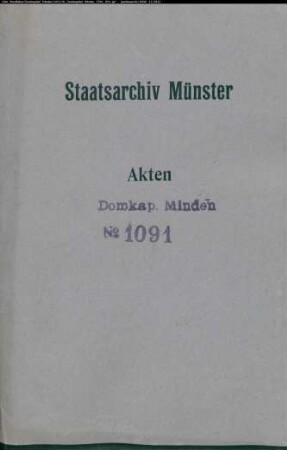 Staatsarchiv Münster
Akten
Domkap. Minden
№ 1091